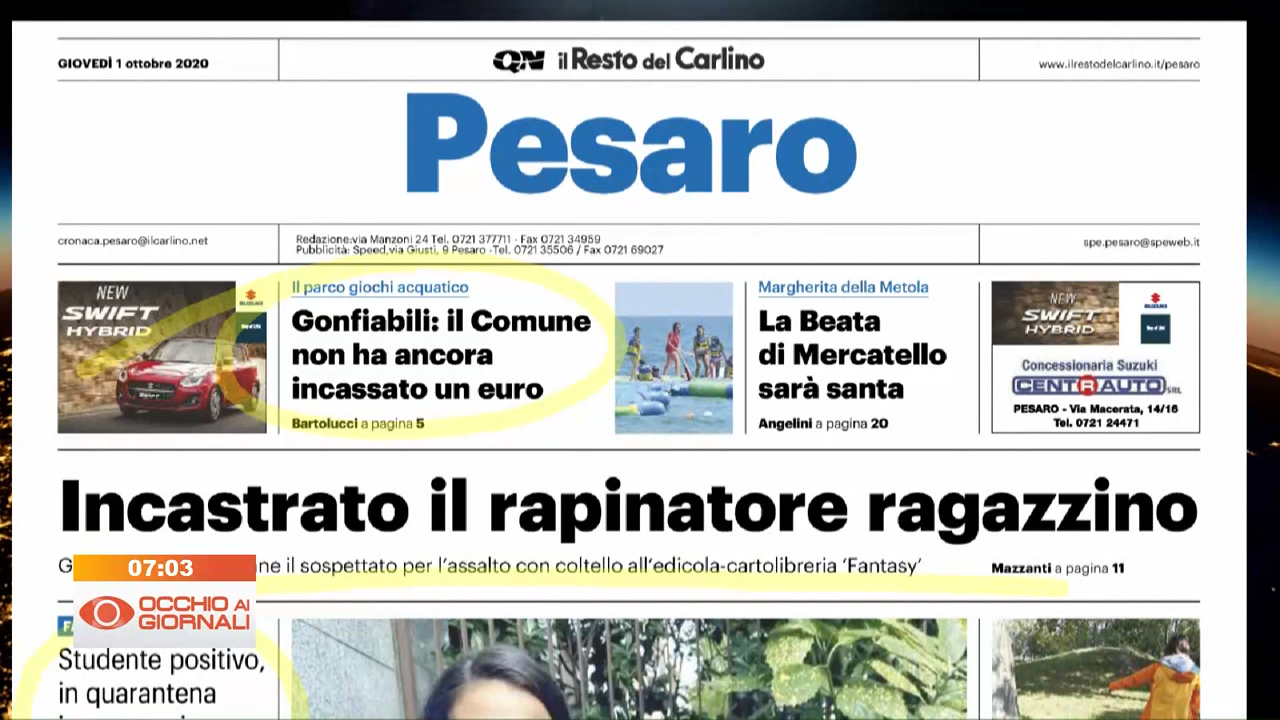 GIOVEDÌ 1 ottobre 2020
QN il Resto del Carlino
www.ilrestodelcarlino.it/pesaro
Pesaro
cronaca.pesaro@ilcarlino.net
Redazione:via Manzoni 24 Tel. 0721 377711 - Fax 0721 34959
Pubblicità: Speed,via Giusti, 9 Pesaro -Tel. 0721 35506 / Fax 0721 69027
spe.pesaro@speweb.it
NEW
SWIFT
HYBRID
SUZUKI
Il parco giochi acquatico
Gonfiabili: il Comune
non ha ancora
incassato un euro
Bartolucci a pagina 5
Margherita della Metola
La Beata
di Mercatello
sarà santa
Angelini a pagina 20
NEW
SWIFT
HYBRID
SUZUKI
Concessionaria Suzuki
CENTRAUTO SRL
PESARO - Via Macerata, 14/16
Tel. 0721 24471
Incastrato il rapinatore ragazzino
il sospettato per l'assalto con coltello all'edicola-cartolibreria 'Fantasy'
Mazzanti a pagina 11
07:03
OCCHIO AI
GIORNALI
Studente positivo,
in quarantena